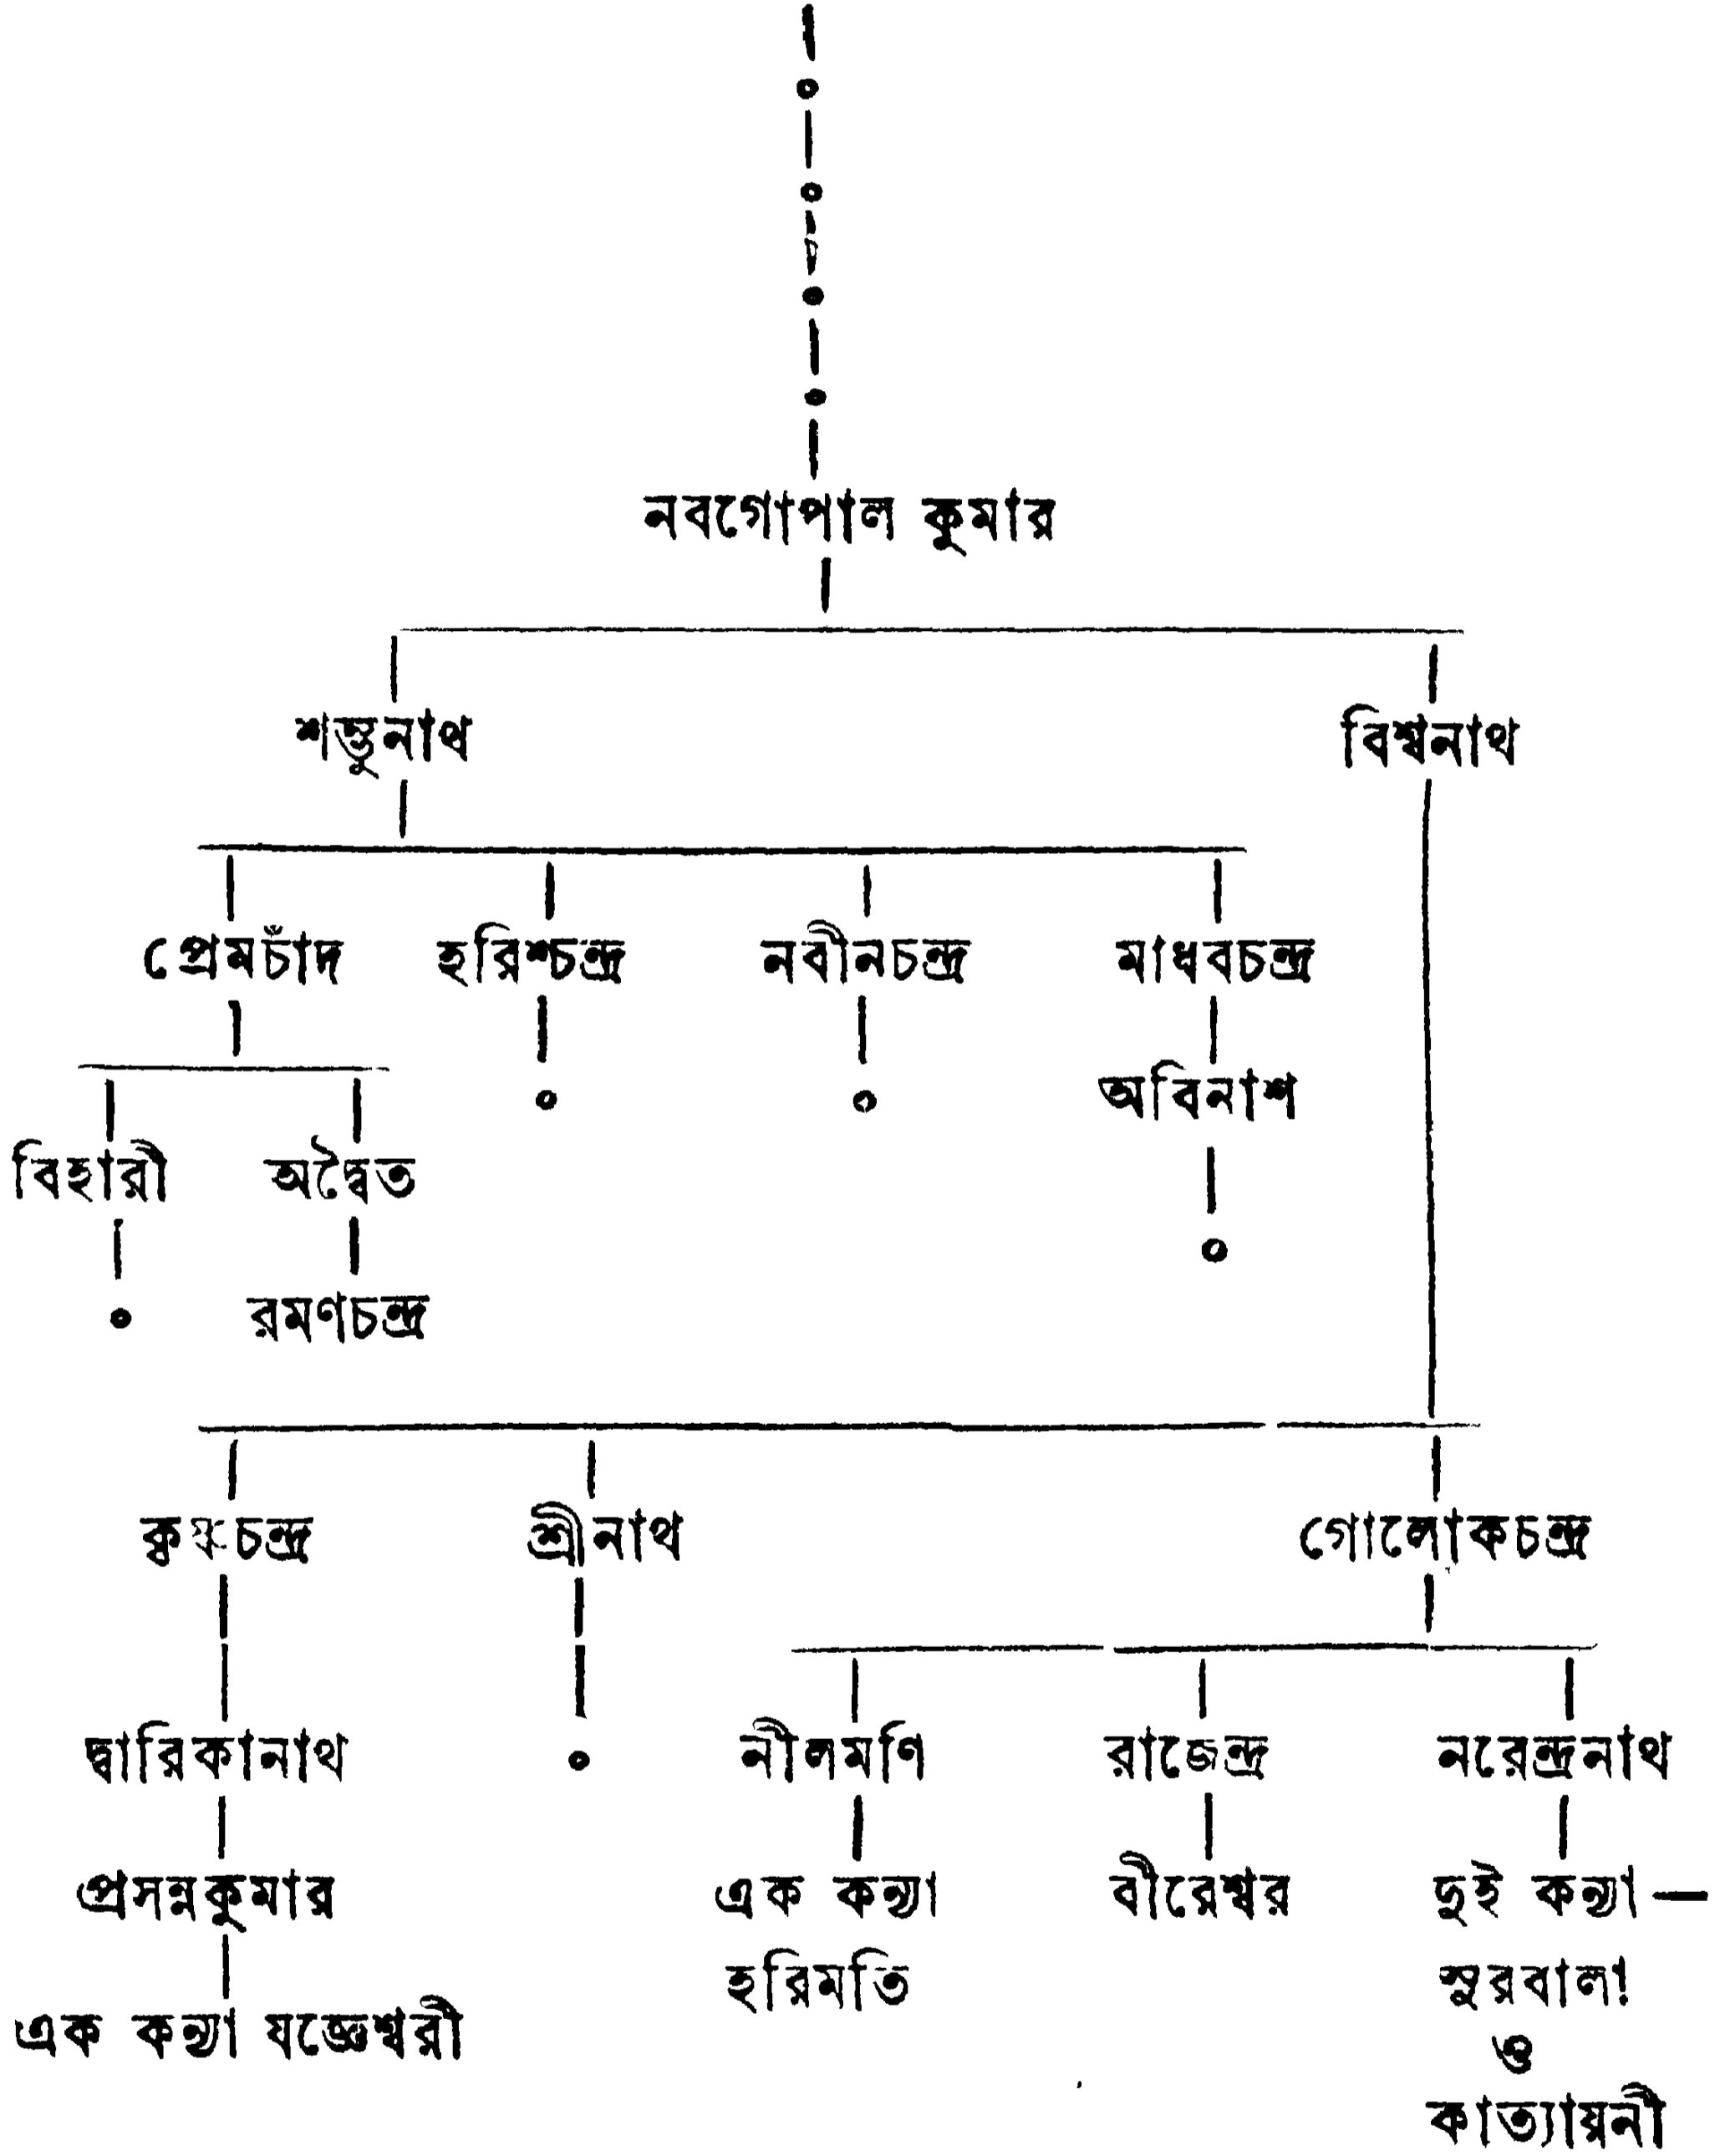 নবগোপাল কুমার
শম্ভুনাথ বিশ্বনাথ
প্রেমচাঁদ হরিশ্চন্দ্র নবীনচন্দ্র মাধবচন্দ্র
অবিনাশ
বিহারী অদ্বৈত
রমণচন্দ্র
কৃষ্ণচন্দ্র শ্রীনাথ গোলোকচন্দ্র
দ্বারিকানাথ নীলমণি রাজেন্দ্র নরেন্দ্রনাথ
প্রসন্নকুমার এক কন্যা বীরেশ্বর দুই কন্যা —
হরিমতি সুরবালা
এক কন্যা যজ্ঞেশ্বরী ও
কাত্যায়নী